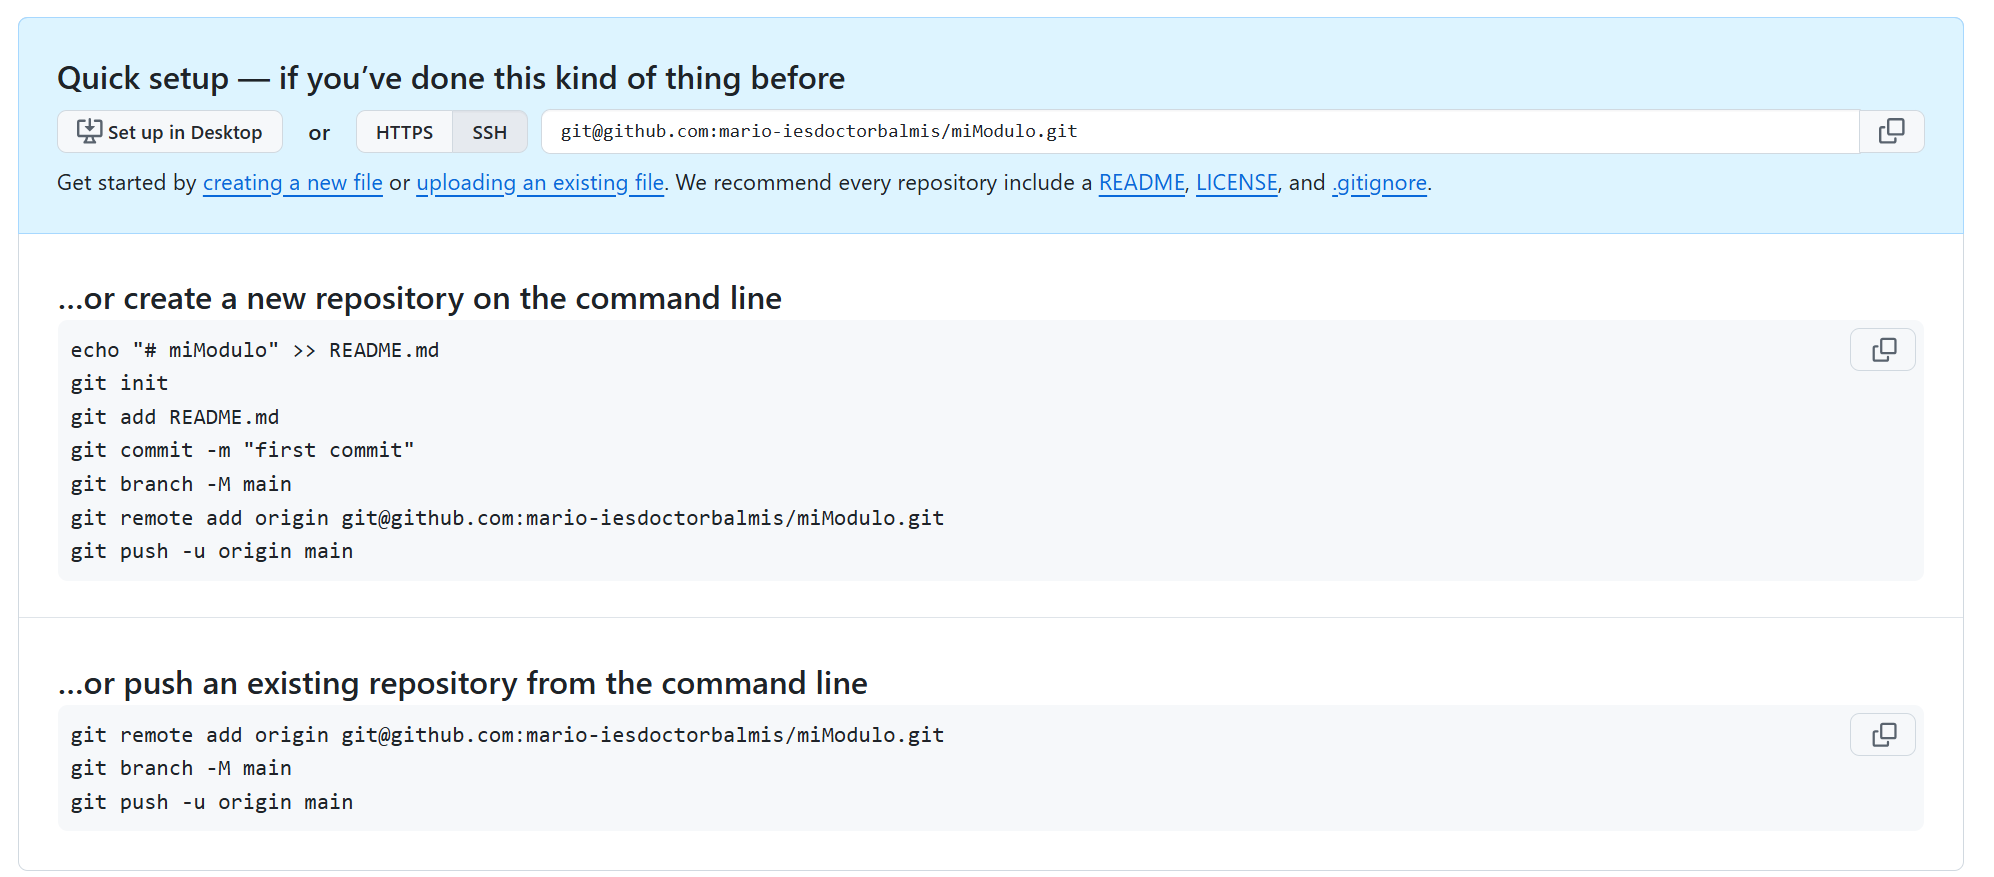 Quick setup — if you’ve done this kind of thing before
Set up in Desktop or HTTPS SSH git@github.com:mario-iesdoctorbalmis/miModulo.git
Get started by creating a new file or uploading an existing file. We recommend every repository include a README, LICENSE, and .gitignore.
…or create a new repository on the command line
echo "# miModulo" >> README.md
git init
git add README.md
git commit -m "first commit"
git branch -M main
git remote add origin git@github.com:mario-iesdoctorbalmis/miModulo.git
git push -u origin main
…or push an existing repository from the command line
git remote add origin git@github.com:mario-iesdoctorbalmis/miModulo.git
git branch -M main
git push -u origin main